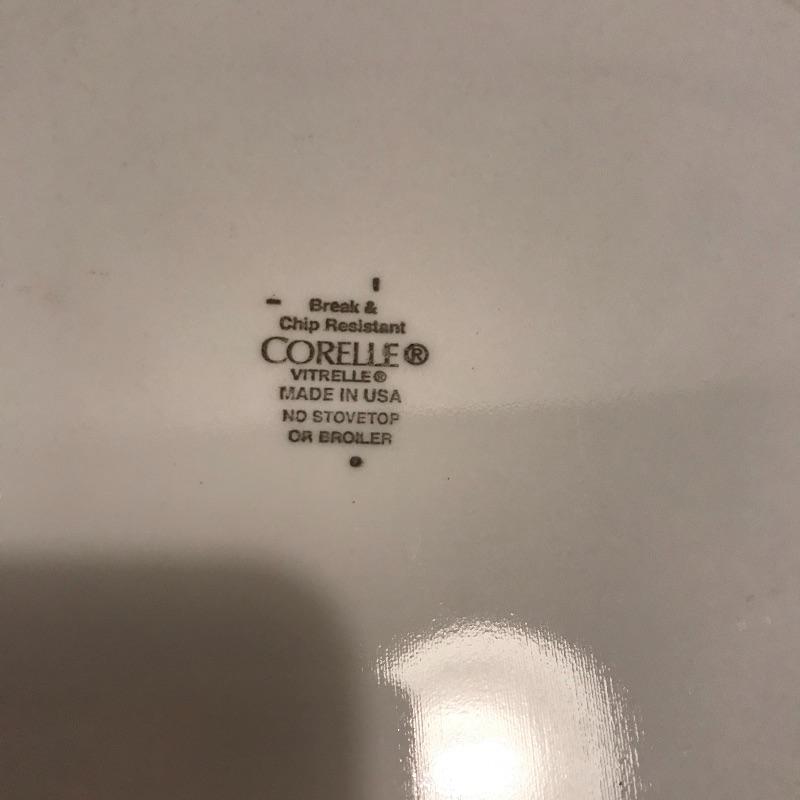 Break &
Chip Resistant
CORELLE®
VITRELLE®
MADE IN USA
NO STOVETOP
OR BROILER